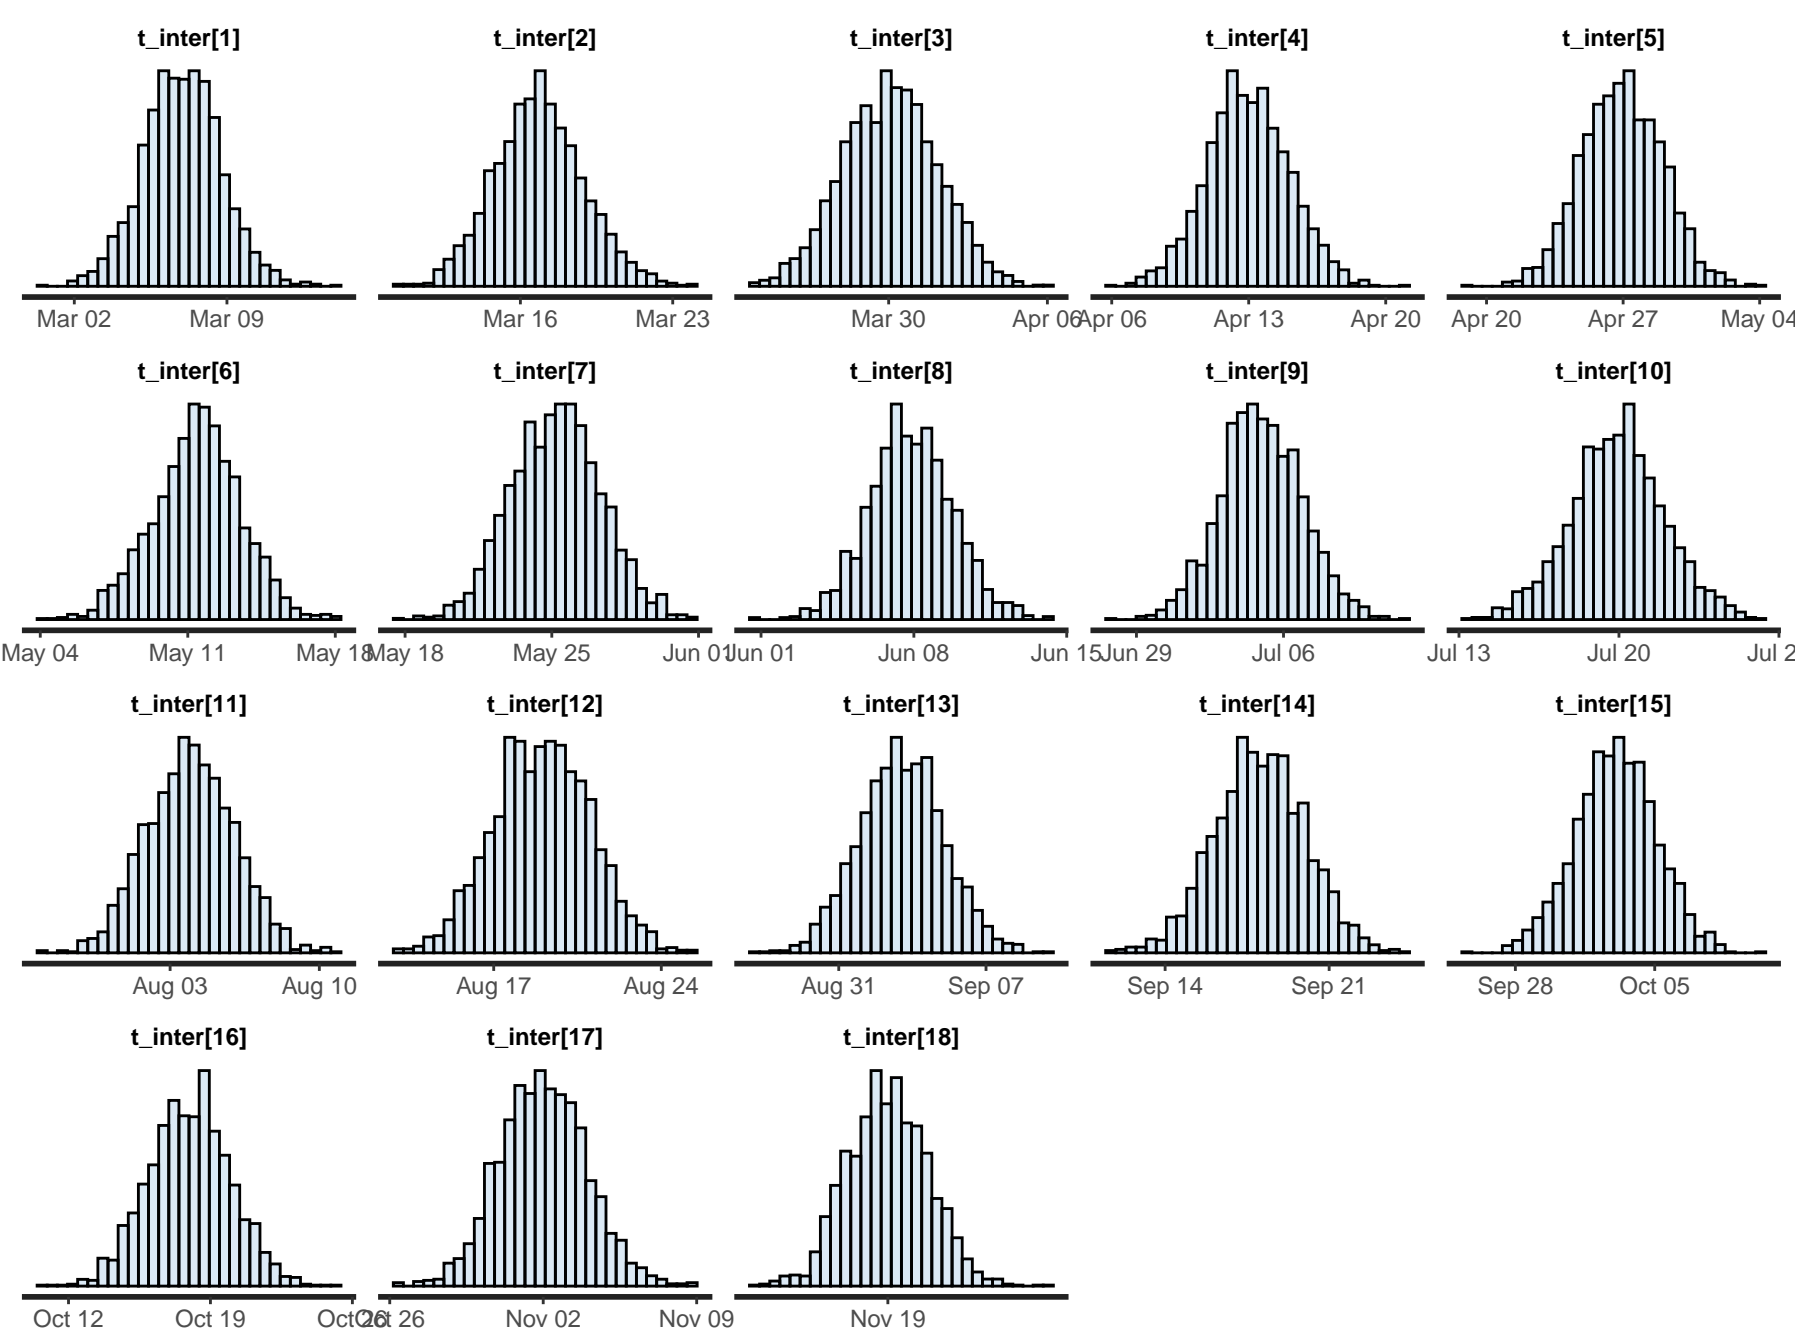 t_inter[1] t_inter[2] t_inter[3] t_inter[4] t_inter[5]
Mar 02 Mar 09 Mar 16 Mar 23 Mar 30 Apr 06 Apr 06 Apr 13 Apr 20 Apr 20 Apr 27 May 04
t_inter[6] t_inter[7] t_inter[8] t_inter[9] t_inter[10]
May 04 May 11 May 18 May 18 May 25 Jun 01 Jun 01 Jun 08 Jun 15 Jun 29 Jul 06 Jul 13 Jul 20 Jul 2
t_inter[11] t_inter[12] t_inter[13] t_inter[14] t_inter[15]
Aug 03 Aug 10 Aug 17 Aug 24 Aug 31 Sep 07 Sep 14 Sep 21 Sep 28 Oct 05
t_inter[16] t_inter[17] t_inter[18]
Oct 12 Oct 19 Oct 26 Oct 26 Nov 02 Nov 09 Nov 19